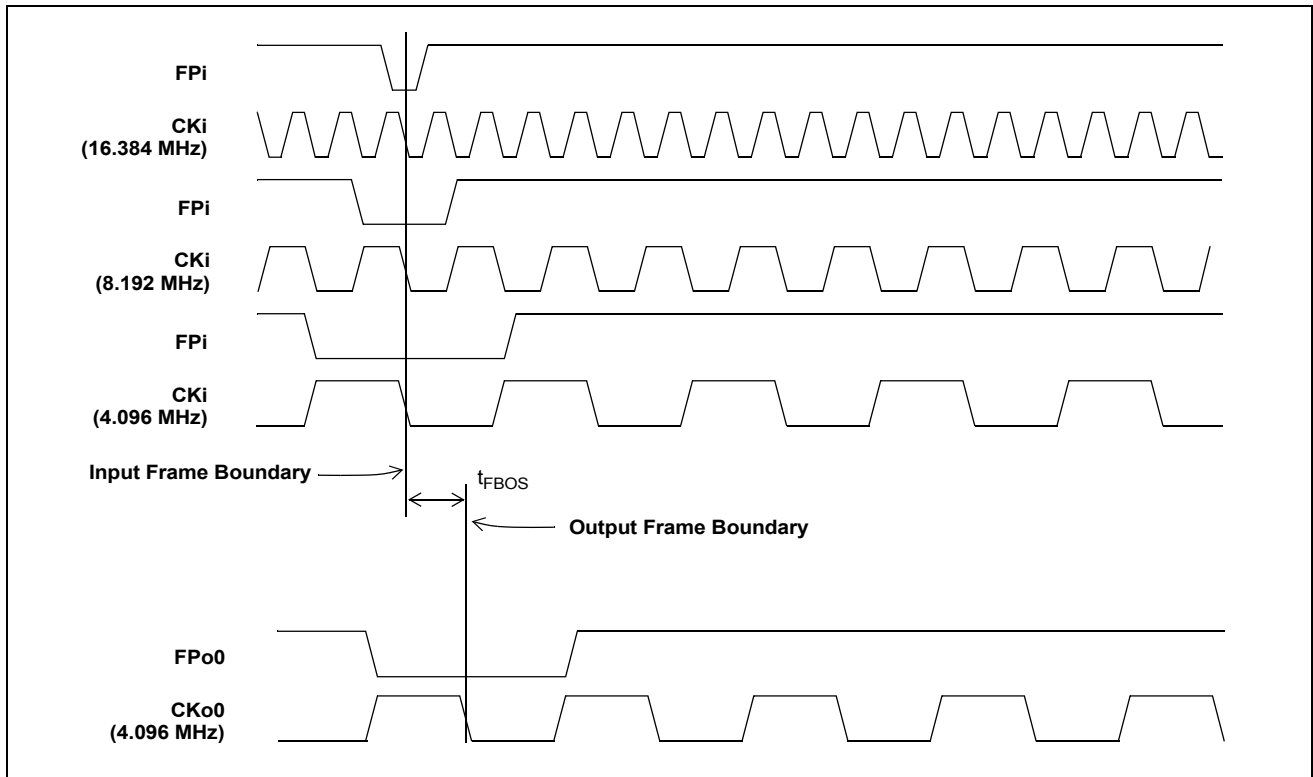 FPi
CKi
(16.384 MHz)
FPi
CKi
(8.192 MHz)
FPi
CKi
(4.096 MHz)
Input Frame Boundary
tFBOS
Output Frame Boundary
FPo0
CKo0
(4.096 MHz)